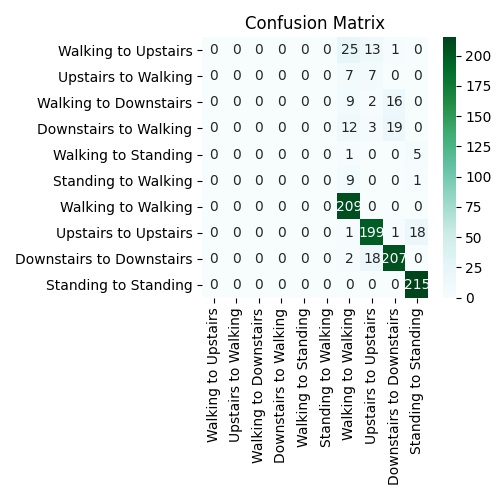 Confusion Matrix
Walking to Upstairs 0 0 0 0 0 0 25 13 1 0
Upstairs to Walking 0 0 0 0 0 0 7 7 0 0
Walking to Downstairs 0 0 0 0 0 0 9 2 16 0
Downstairs to Walking 0 0 0 0 0 0 12 3 19 0
Walking to Standing 0 0 0 0 0 0 1 0 0 5
Standing to Walking 0 0 0 0 0 0 9 0 0 1
Walking to Walking 0 0 0 0 0 0 209 0 0 0
Upstairs to Upstairs 0 0 0 0 0 0 1 199 1 18
Downstairs to Downstairs 0 0 0 0 0 0 2 18 207 0
Standing to Standing 0 0 0 0 0 0 0 0 0 215
Walking to Upstairs
Upstairs to Walking
Walking to Downstairs
Downstairs to Walking
Walking to Standing
Standing to Walking
Walking to Walking
Upstairs to Upstairs
Downstairs to Downstairs
Standing to Standing
200
175
150
125
100
75
50
25
0